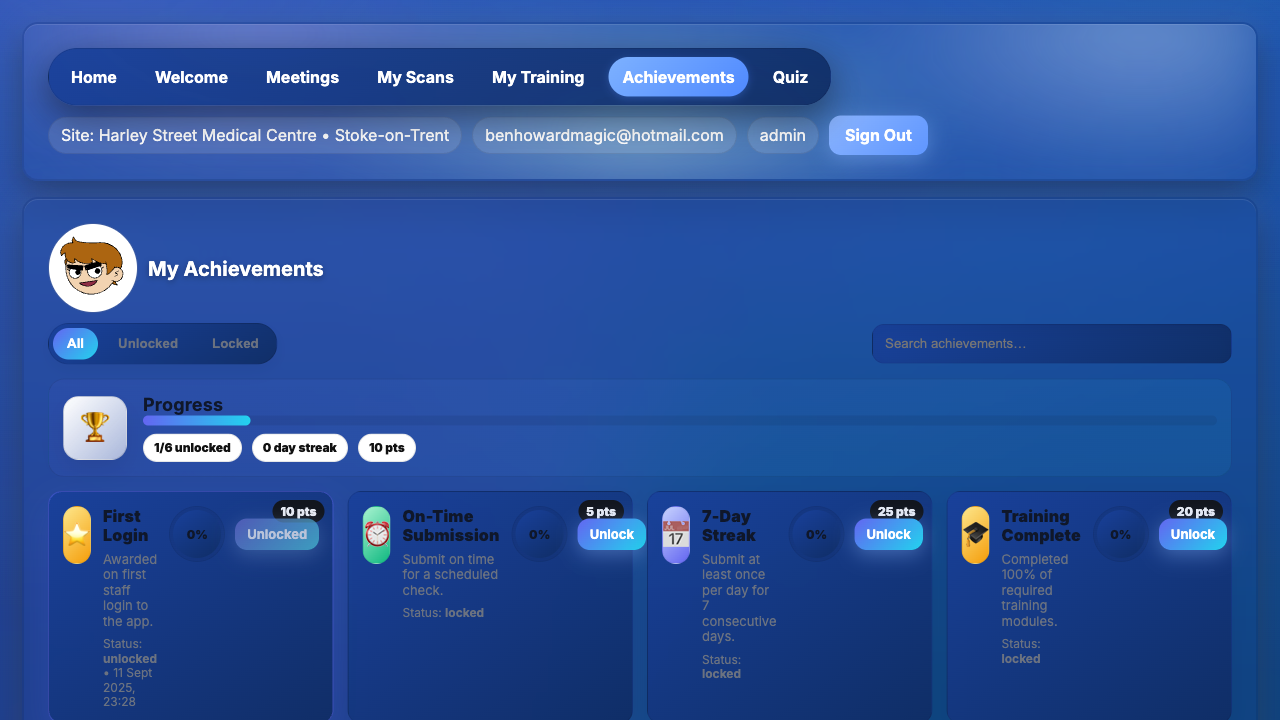 Home Welcome Meetings My Scans My Training Achievements Quiz
Site: Harley Street Medical Centre • Stoke-on-Trent benhowardmagic@hotmail.com admin Sign Out
My Achievements
All Unlocked Locked Search achievements...
Progress
1/6 unlocked 0 day streak 10 pts
10 pts
First
Login
0%
Unlocked
Awarded
on first
staff
login to
the app.
Status:
unlocked
• 11 Sept
2025,
23:28
5 pts
On-Time
Submission
0%
Unlock
Submit on time
for a scheduled
check.
Status: locked
25 pts
7-Day
Streak
0%
Unlock
Submit at
least once
per day for
7
consecutive
days.
Status:
locked
20 pts
Training
Complete
0%
Unlock
Completed
100% of
required
training
modules.
Status:
locked
JULY
17